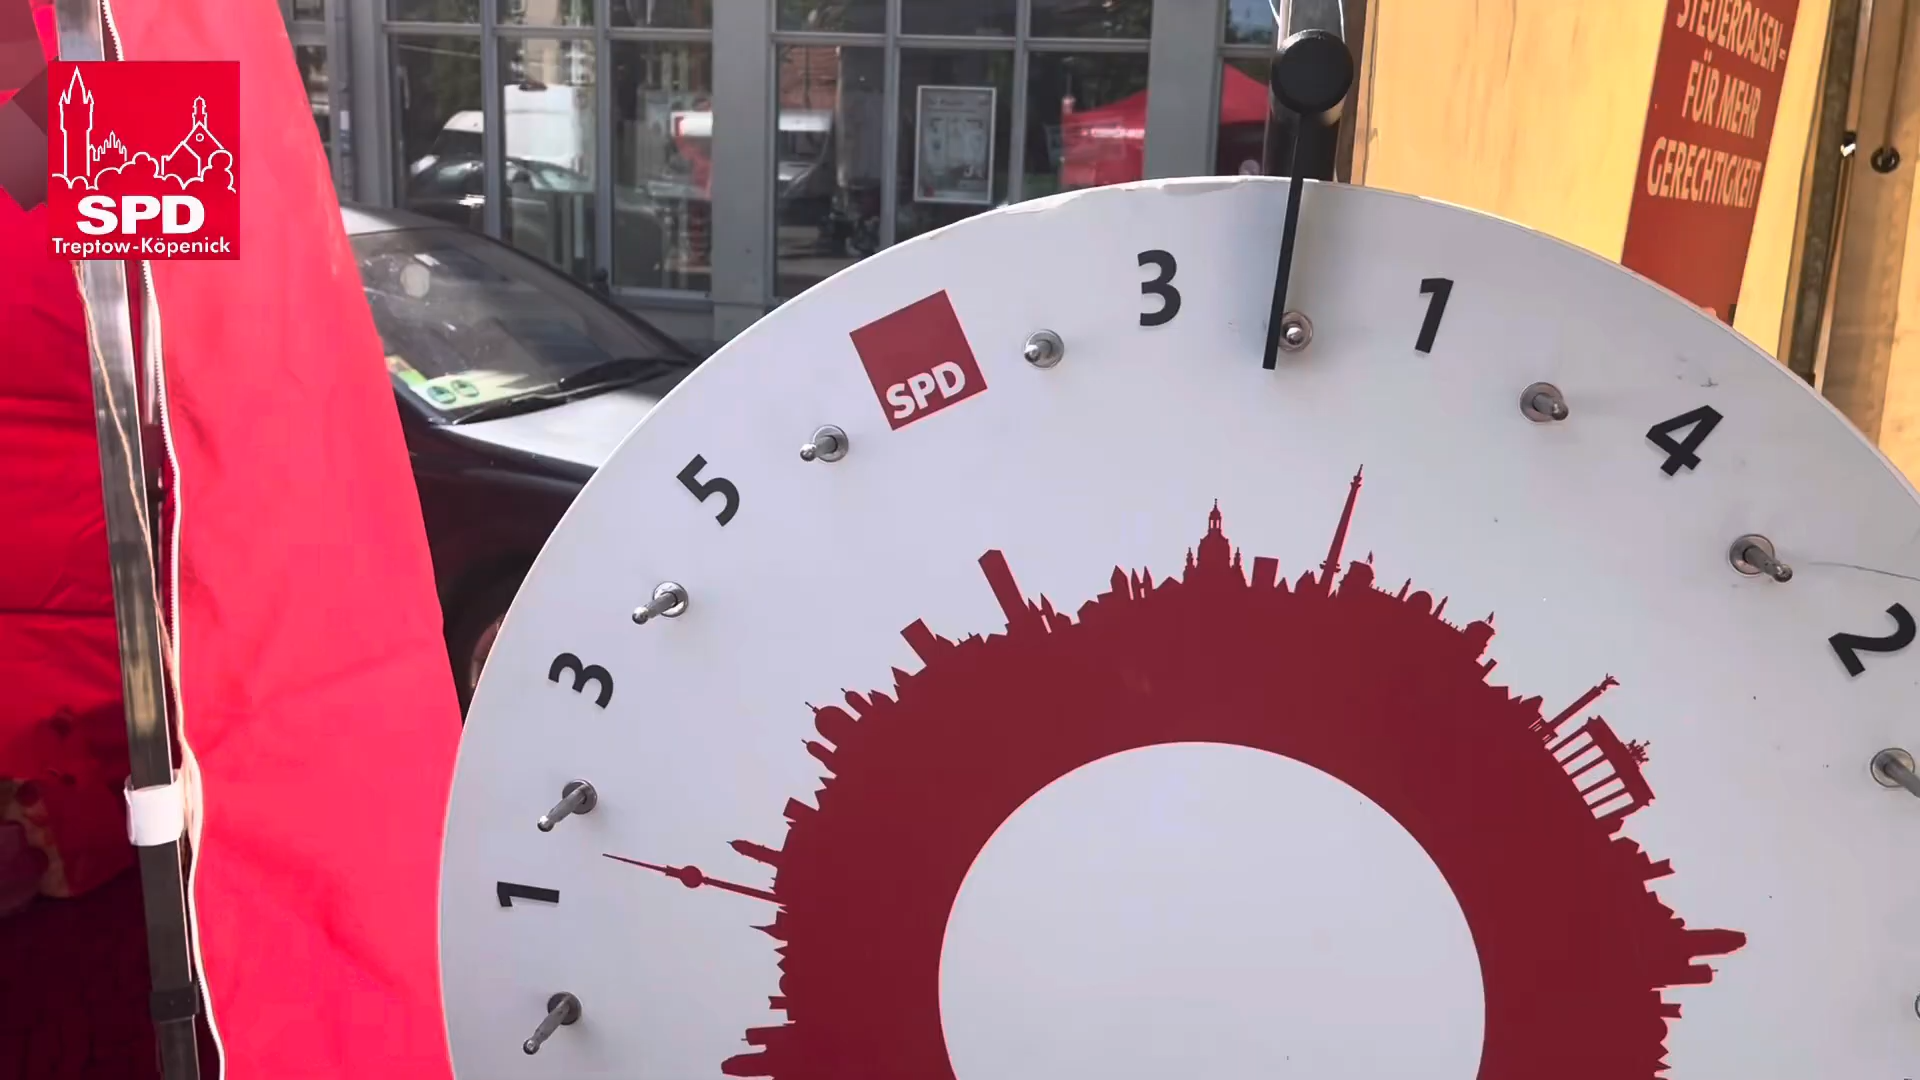 SPD
Treptow-Köpenick
STEUEROASEN-
FÜR MEHR
GERECHTIGKEIT
SPD
3
1
4
2
5
3
1